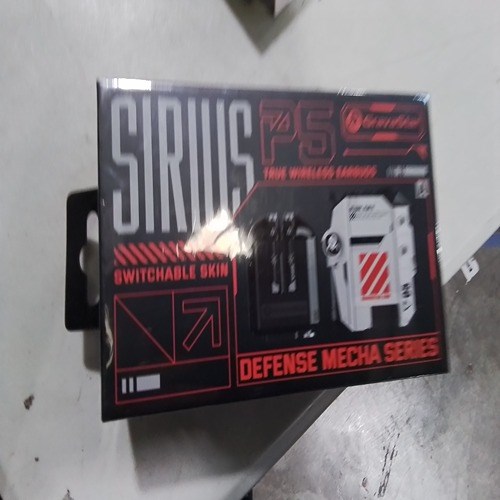 SIRIUS
P5
TRUE WIRELESS EARBUDS
SWITCHABLE SKIN
DEFENSE MECHA SERIES